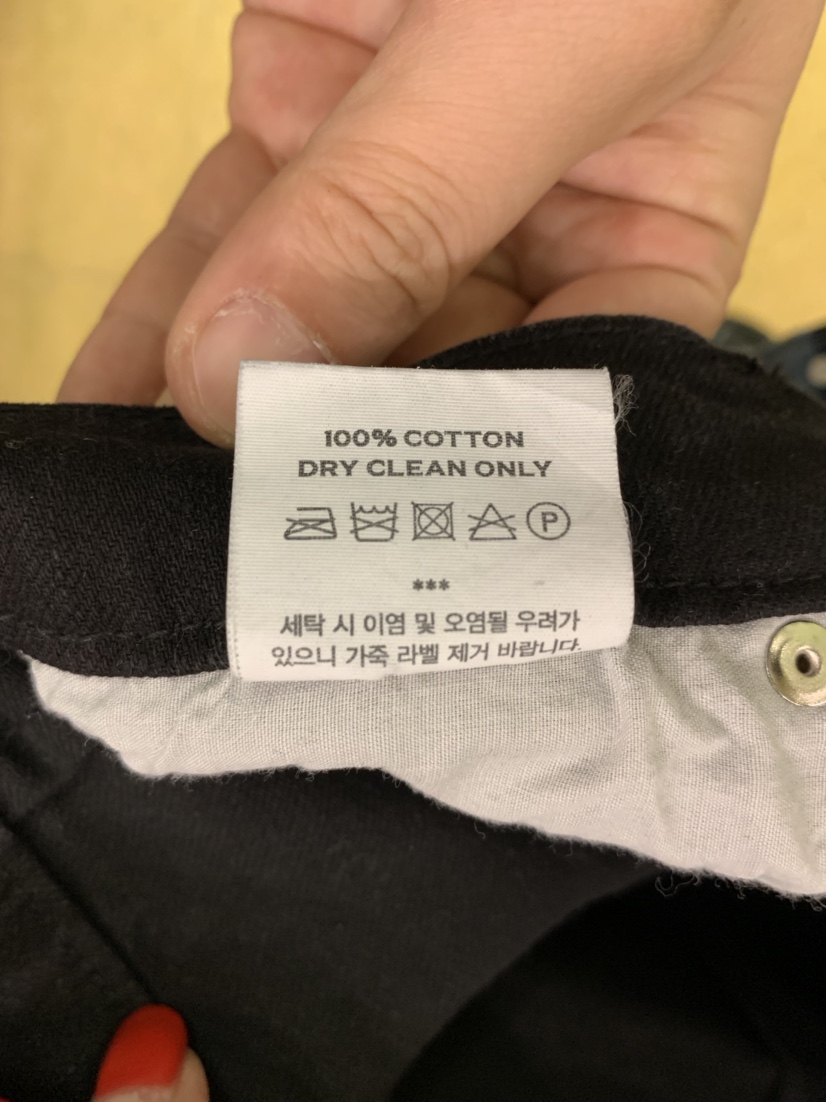 100% COTTON
DRY CLEAN ONLY
P
***
세탁 시 이염 및 오염될 우려가
있으니 가죽 라벨 제거 바랍니다.